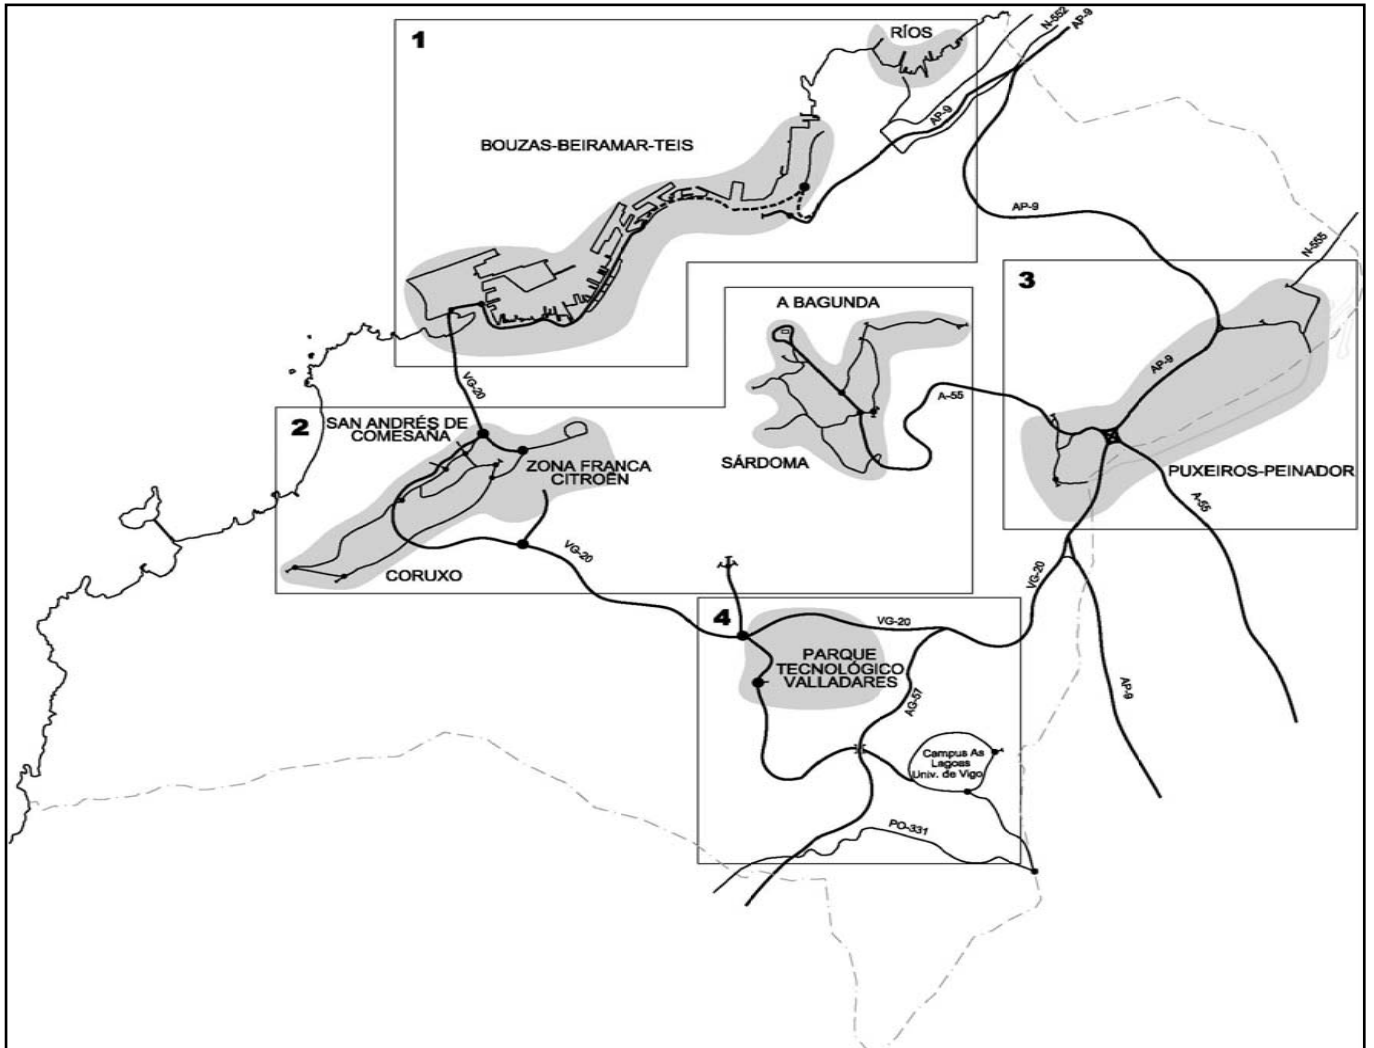 1
RÍOS
N-552
AP-9
AP-9
BOUZAS-BEIRAMAR-TEIS
AP-9
N-555
3
A BAGUNDA
AP-9
VG-20
A-55
2
SAN ANDRÉS DE
COMESAÑA
ZONA FRANCA
CITROËN
SÁRDOMA
PUXEIROS-PEINADOR
A-55
VG-20
CORUXO
VG-20
4
VG-20
PARQUE
TECNOLÓGICO
VALLADARES
AG-57
AP-9
Campus As
Lagoas
Univ. de Vigo
PO-331